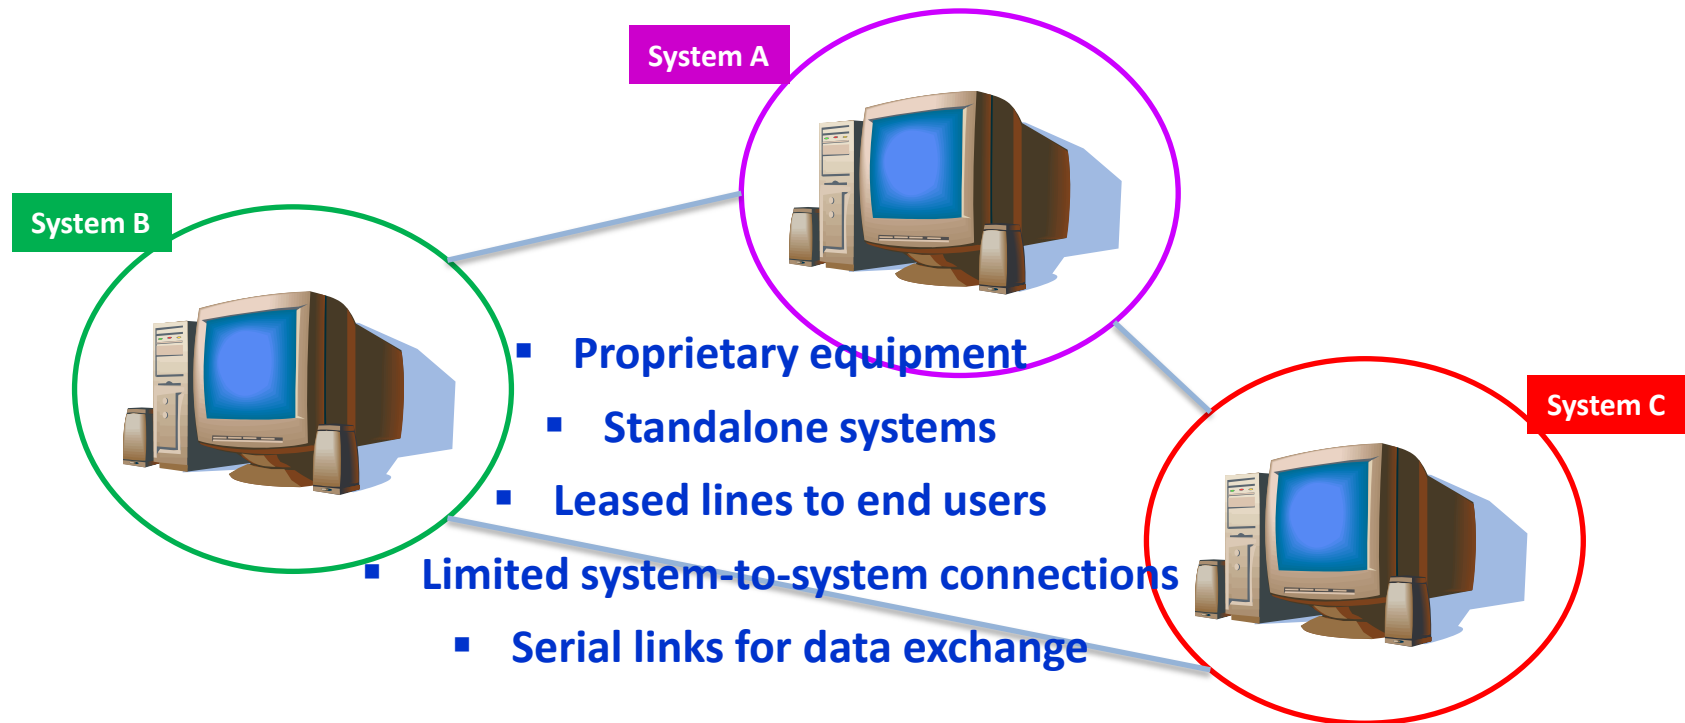 System A
System B
▪ Proprietary equipment
▪ Standalone systems
System C
▪ Leased lines to end users
▪ Limited system-to-system connections
▪ Serial links for data exchange